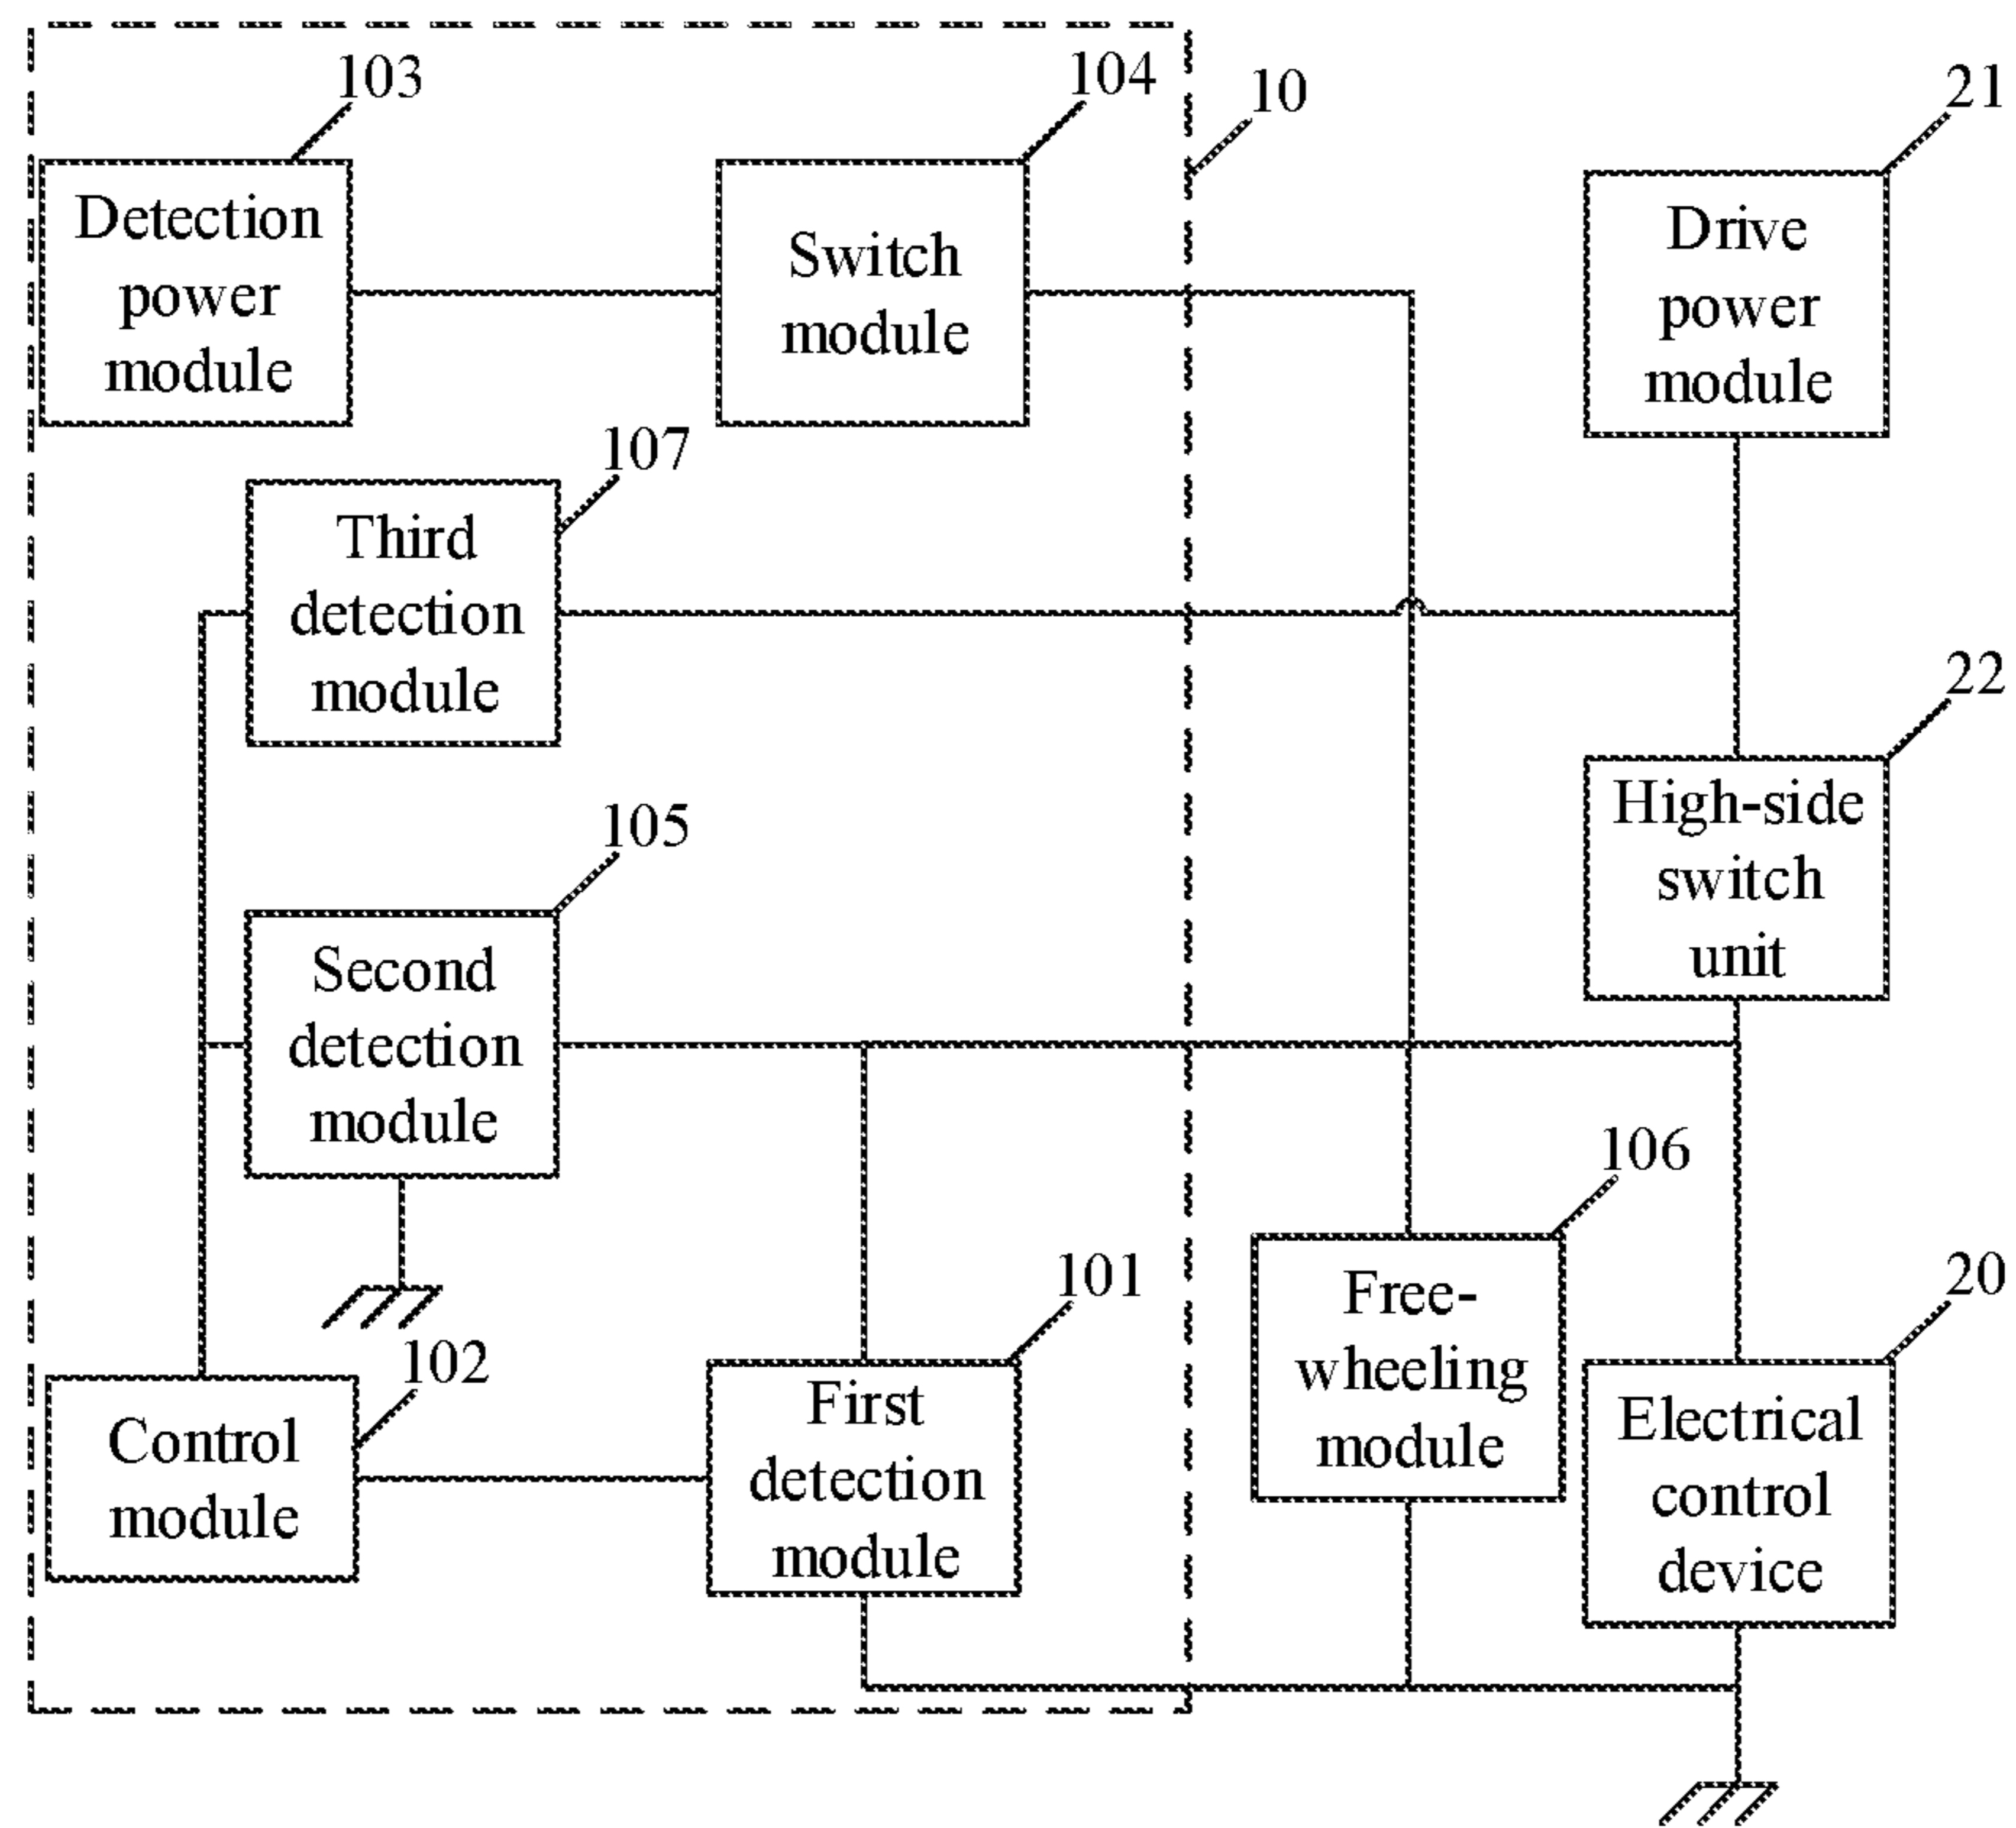 103
104
10
21
Detection
power
module
Switch
module
Drive
power
module
107
Third
detection
module
22
High-side
switch
unit
105
Second
detection
module
106
Free-
wheeling
module
101
First
detection
module
20
Electrical
control
device
102
Control
module